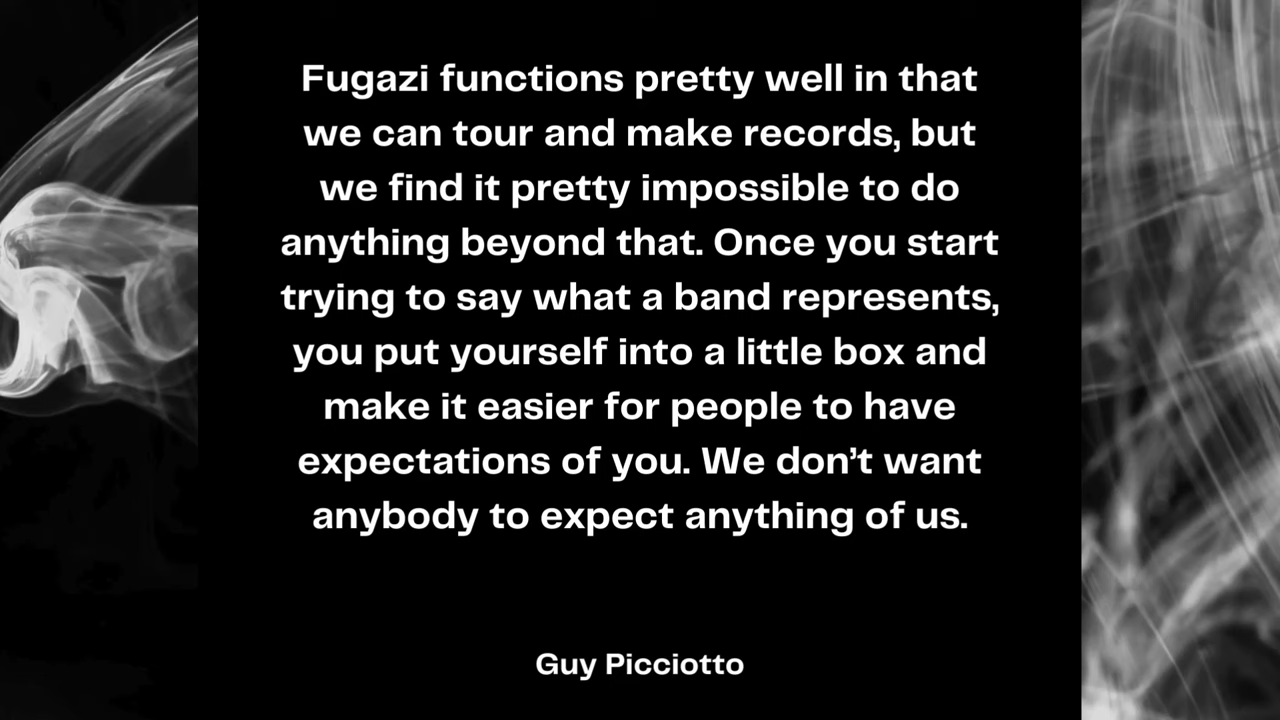 Fugazi functions pretty well in that
we can tour and make records, but
we find it pretty impossible to do
anything beyond that. Once you start
trying to say what a band represents,
you put yourself into a little box and
make it easier for people to have
expectations of you. We don’t want
anybody to expect anything of us.
Guy Picciotto